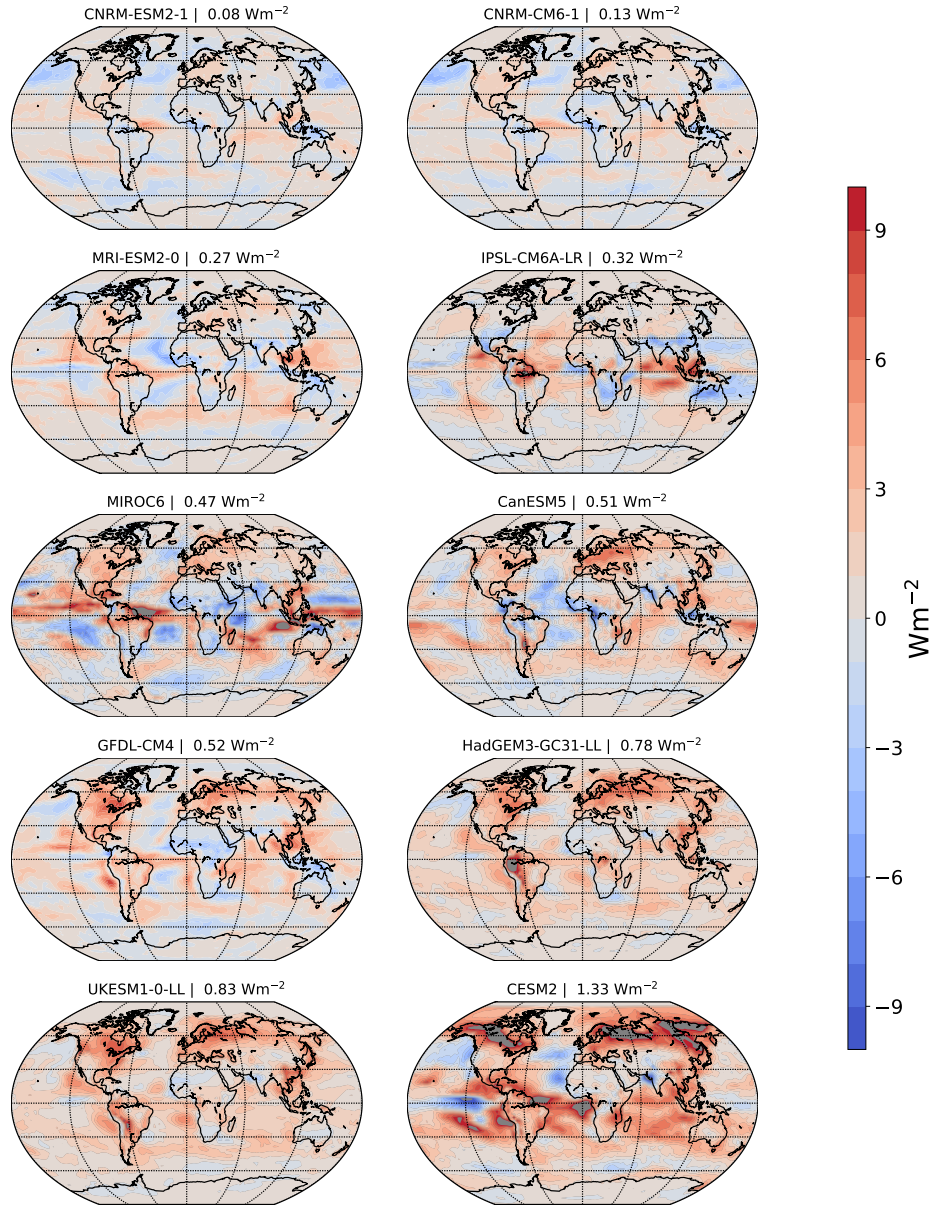 CNRM-ESM2-1 | 0.08 Wm⁻²
CNRM-CM6-1 | 0.13 Wm⁻²
MRI-ESM2-0 | 0.27 Wm⁻²
IPSL-CM6A-LR | 0.32 Wm⁻²
MIROC6 | 0.47 Wm⁻²
CanESM5 | 0.51 Wm⁻²
GFDL-CM4 | 0.52 Wm⁻²
HadGEM3-GC31-LL | 0.78 Wm⁻²
UKESM1-0-LL | 0.83 Wm⁻²
CESM2 | 1.33 Wm⁻²
9
6
3
0
−3
−6
−9
Wm⁻²